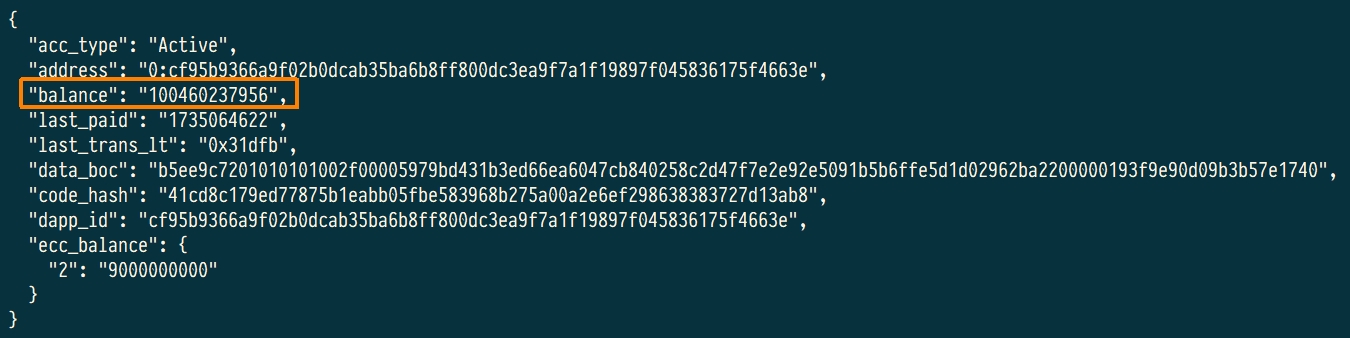 {
"acc_type": "Active",
"address": "0:cf95b9366a9f02b0dcab35ba6b8ff800dc3ea9f7a1f19897f045836175f4663e",
"balance": "100460237956",
"last_paid": "1735064622",
"last_trans_lt": "0x31dfb",
"data_boc": "b5ee9c7201010101002f00005979bd431b3ed66ea6047cb840258c2d47f7e2e92e5091b5b6ffe5d1d02962ba2200000193f9e90d09b3b57e1740",
"code_hash": "41cd8c179ed77875b1eabb05fbe583968b275a00a2e6ef298638383727d13ab8",
"dapp_id": "cf95b9366a9f02b0dcab35ba6b8ff800dc3ea9f7a1f19897f045836175f4663e",
"ecc_balance": {
"2": "9000000000"
}
}